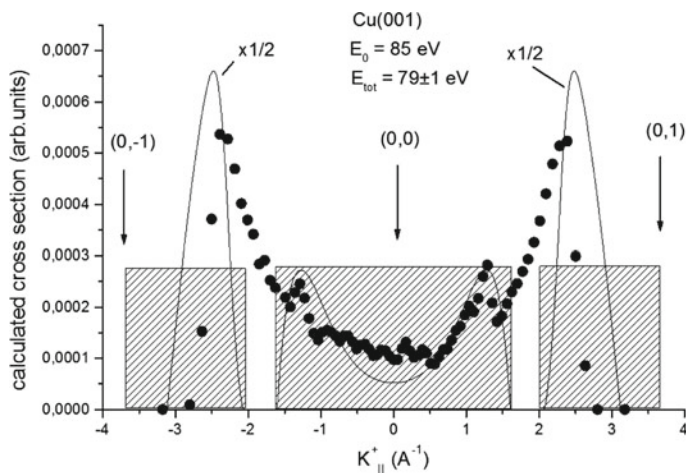 Cu(001)
E0 = 85 eV
Etot = 79±1 eV
x1/2
x1/2
(0,-1)
(0,0)
(0,1)
calculated cross section (arb.units)
0,0007
0,0006
0,0005
0,0004
0,0003
0,0002
0,0001
0,0000
-4 -3 -2 -1 0 1 2 3 4
K+|| (A-1)